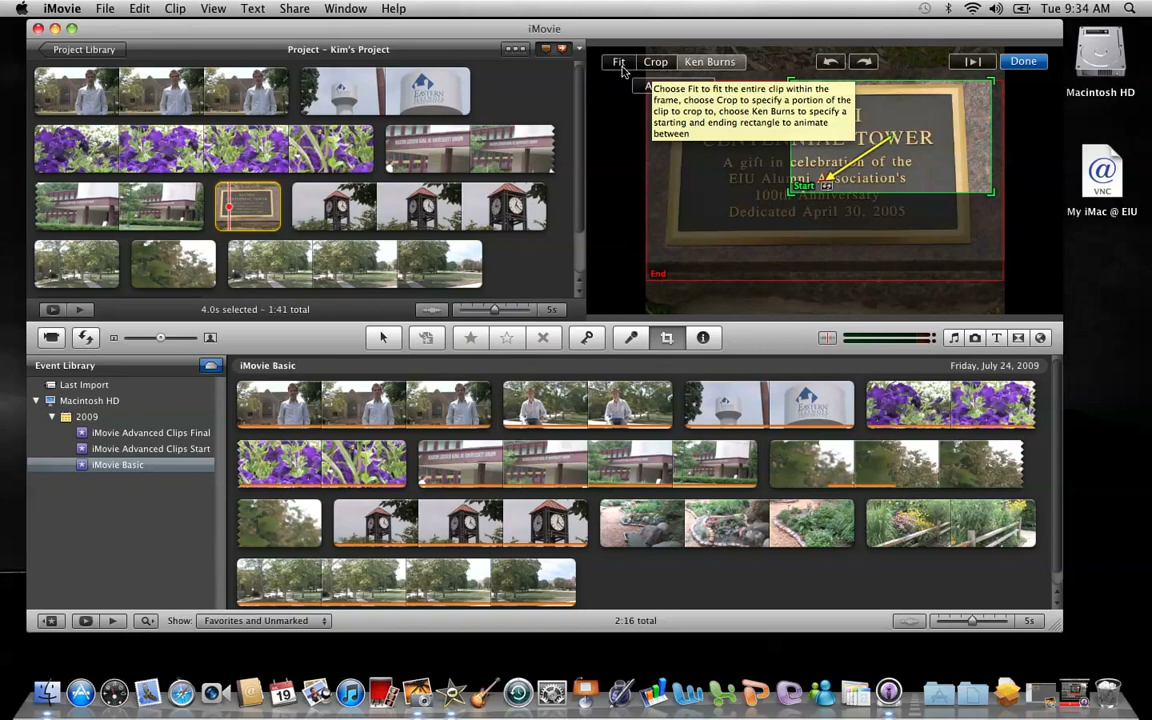 iMovie File Edit Clip View Text Share Window Help
Tue 9:34 AM
iMovie
Project Library
Project – Kim's Project
Fit Crop Ken Burns
Done
Choose Fit to fit the entire clip within the
frame, choose Crop to specify a portion of the
clip to crop to, choose Ken Burns to specify a
starting and ending rectangle to animate
between
TOWER
A gift in celebration of the
EIU Alumni Association's
100th Anniversary
Dedicated April 30, 2005
Start
End
EASTERN
4.0s selected – 1:41 total
5s
Macintosh HD
VNC
My iMac @ EIU
Event Library
Last Import
Macintosh HD
2009
iMovie Advanced Clips Final
iMovie Advanced Clips Start
iMovie Basic
iMovie Basic
Friday, July 24, 2009
EASTERN
Show: Favorites and Unmarked
2:16 total
5s